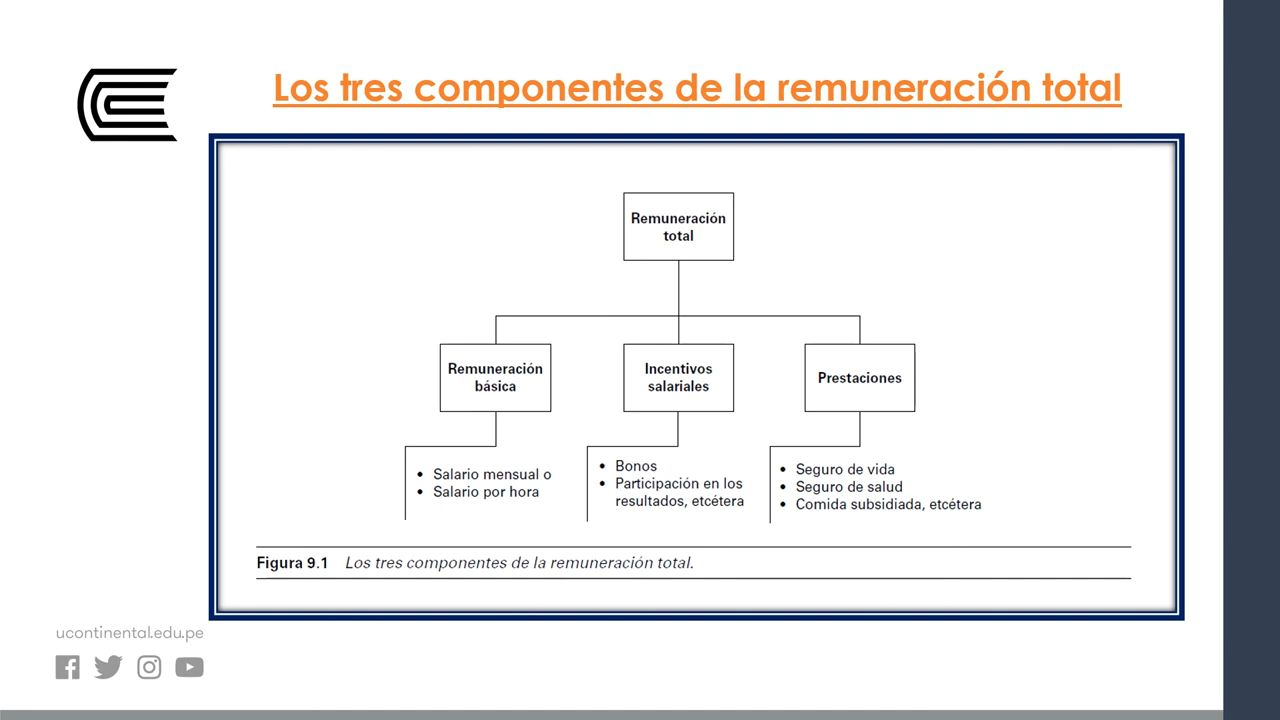 Los tres componentes de la remuneración total
Remuneración
total
Remuneración
básica
Incentivos
salariales
Prestaciones
• Salario mensual o
• Salario por hora
• Bonos
• Participación en los
resultados, etcétera
• Seguro de vida
• Seguro de salud
• Comida subsidiada, etcétera
Figura 9.1 Los tres componentes de la remuneración total.
ucontinental.edu.pe